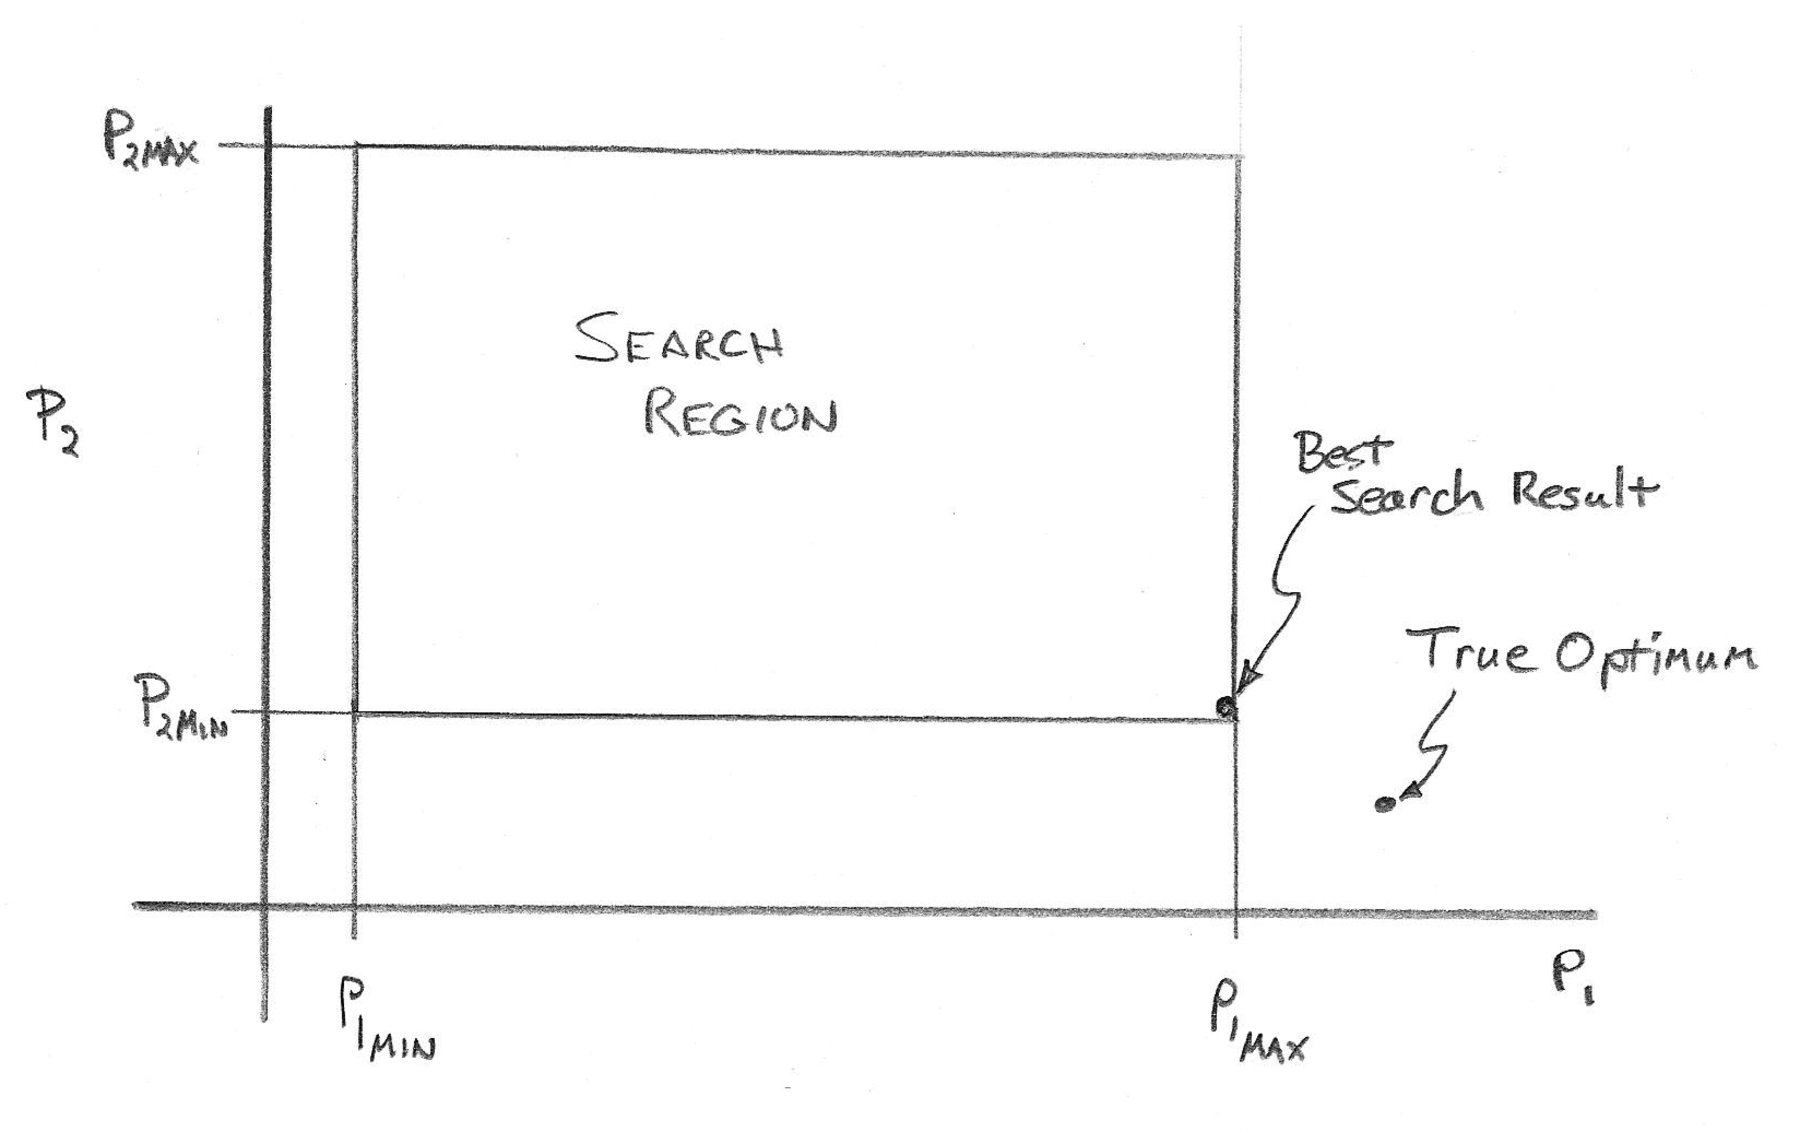 P2MAX
SEARCH
REGION
P2
Best
Search Result
True Optimum
P2MIN
P1
P1MIN
P1MAX